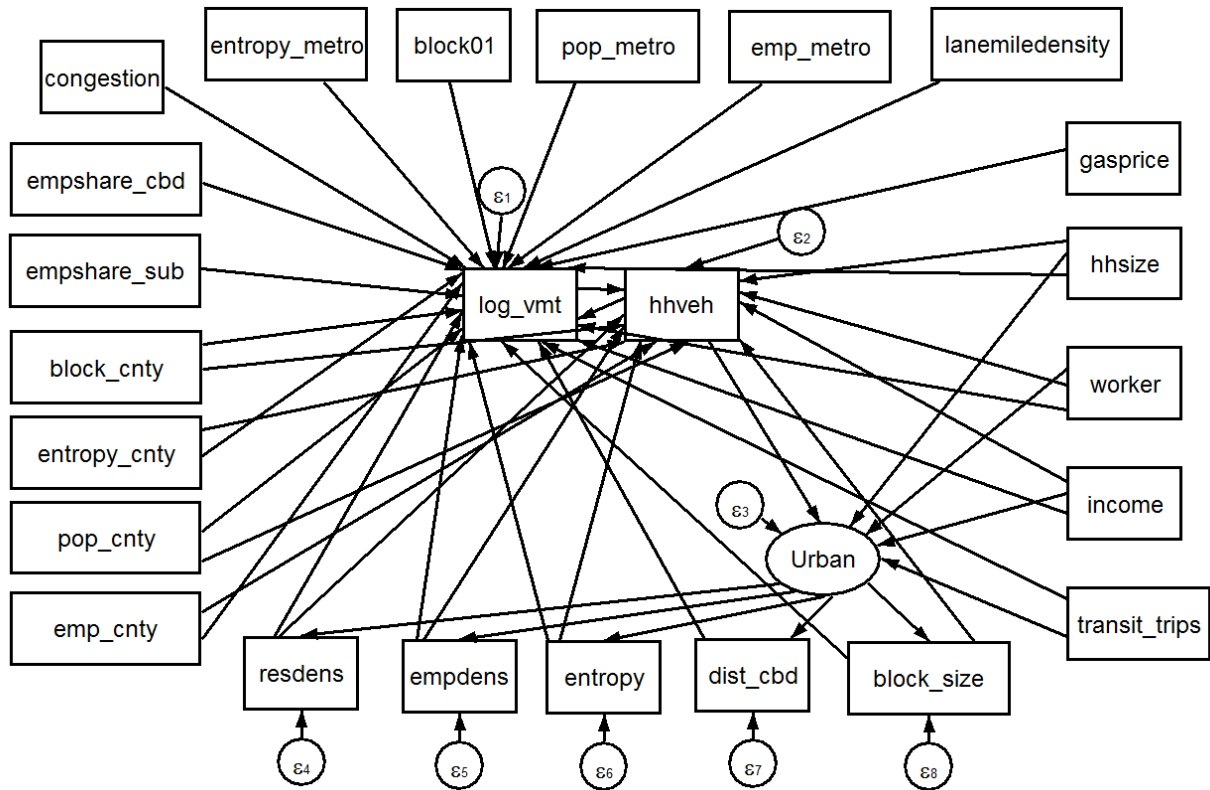 entropy_metro
block01
pop_metro
emp_metro
lanemiledensity
congestion
gasprice
empshare_cbd
ε1
ε2
hhsize
empshare_sub
log_vmt
hhveh
block_cnty
worker
entropy_cnty
income
ε3
pop_cnty
Urban
emp_cnty
transit_trips
resdens
empdens
entropy
dist_cbd
block_size
ε4
ε5
ε6
ε7
ε8